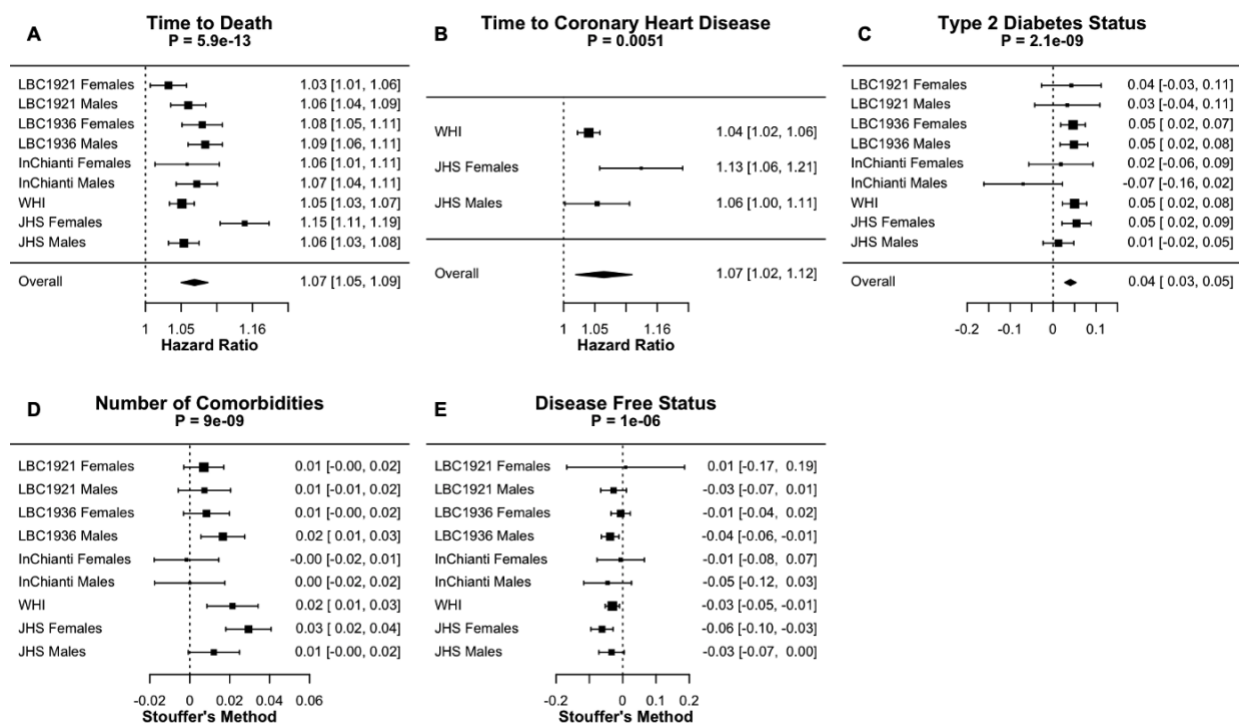 A
Time to Death
P = 5.9e-13
LBC1921 Females 1.03 [1.01, 1.06]
LBC1921 Males 1.06 [1.04, 1.09]
LBC1936 Females 1.08 [1.05, 1.11]
LBC1936 Males 1.09 [1.06, 1.11]
InChianti Females 1.06 [1.01, 1.11]
InChianti Males 1.07 [1.04, 1.11]
WHI 1.05 [1.03, 1.07]
JHS Females 1.15 [1.11, 1.19]
JHS Males 1.06 [1.03, 1.08]
Overall 1.07 [1.05, 1.09]
1 1.05 1.16
Hazard Ratio
B
Time to Coronary Heart Disease
P = 0.0051
WHI 1.04 [1.02, 1.06]
JHS Females 1.13 [1.06, 1.21]
JHS Males 1.06 [1.00, 1.11]
Overall 1.07 [1.02, 1.12]
1 1.05 1.16
Hazard Ratio
C
Type 2 Diabetes Status
P = 2.1e-09
LBC1921 Females 0.04 [-0.03, 0.11]
LBC1921 Males 0.03 [-0.04, 0.11]
LBC1936 Females 0.05 [ 0.02, 0.07]
LBC1936 Males 0.05 [ 0.02, 0.08]
InChianti Females 0.02 [-0.06, 0.09]
InChianti Males -0.07 [-0.16, 0.02]
WHI 0.05 [ 0.02, 0.08]
JHS Females 0.05 [ 0.02, 0.09]
JHS Males 0.01 [-0.02, 0.05]
Overall 0.04 [ 0.03, 0.05]
-0.2 -0.1 0 0.1
D
Number of Comorbidities
P = 9e-09
LBC1921 Females 0.01 [-0.00, 0.02]
LBC1921 Males 0.01 [-0.01, 0.02]
LBC1936 Females 0.01 [-0.00, 0.02]
LBC1936 Males 0.02 [ 0.01, 0.03]
InChianti Females -0.00 [-0.02, 0.01]
InChianti Males 0.00 [-0.02, 0.02]
WHI 0.02 [ 0.01, 0.03]
JHS Females 0.03 [ 0.02, 0.04]
JHS Males 0.01 [-0.00, 0.02]
-0.02 0 0.02 0.04 0.06
Stouffer's Method
E
Disease Free Status
P = 1e-06
LBC1921 Females 0.01 [-0.17, 0.19]
LBC1921 Males -0.03 [-0.07, 0.01]
LBC1936 Females -0.01 [-0.04, 0.02]
LBC1936 Males -0.04 [-0.06, -0.01]
InChianti Females -0.01 [-0.08, 0.07]
InChianti Males -0.05 [-0.12, 0.03]
WHI -0.03 [-0.05, -0.01]
JHS Females -0.06 [-0.10, -0.03]
JHS Males -0.03 [-0.07, 0.00]
-0.2 0 0.1 0.2
Stouffer's Method